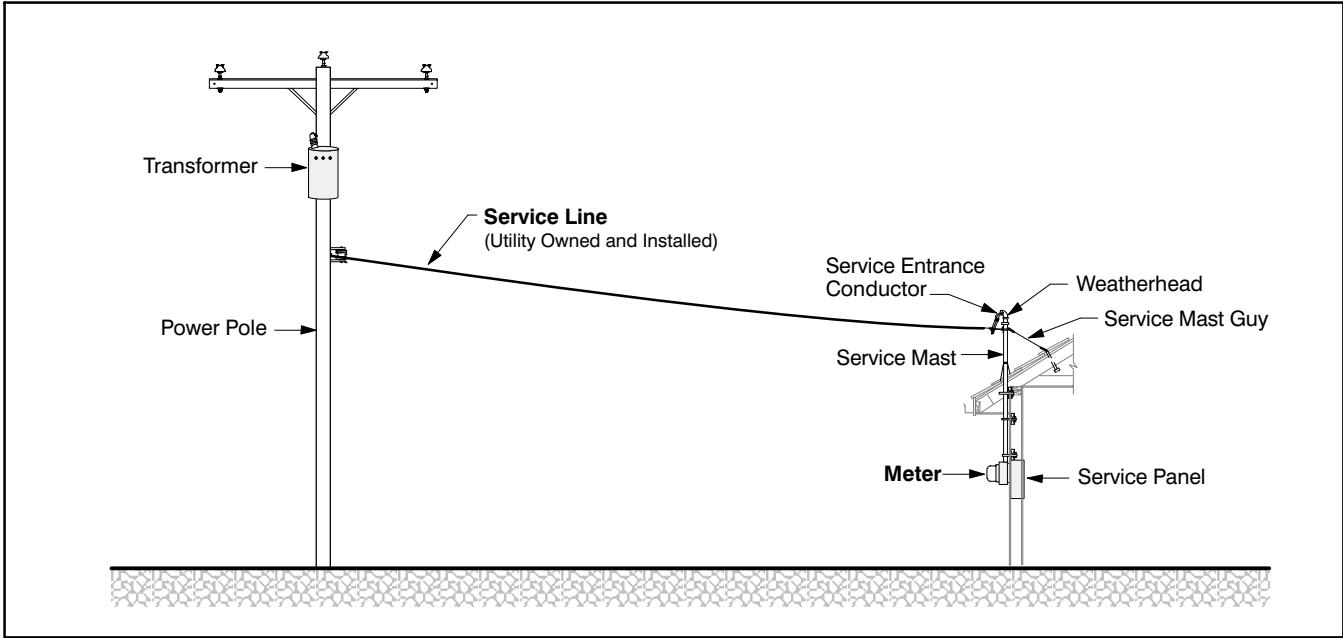 Transformer
Service Line
(Utility Owned and Installed)
Service Entrance
Conductor
Weatherhead
Service Mast Guy
Power Pole
Service Mast
Meter
Service Panel